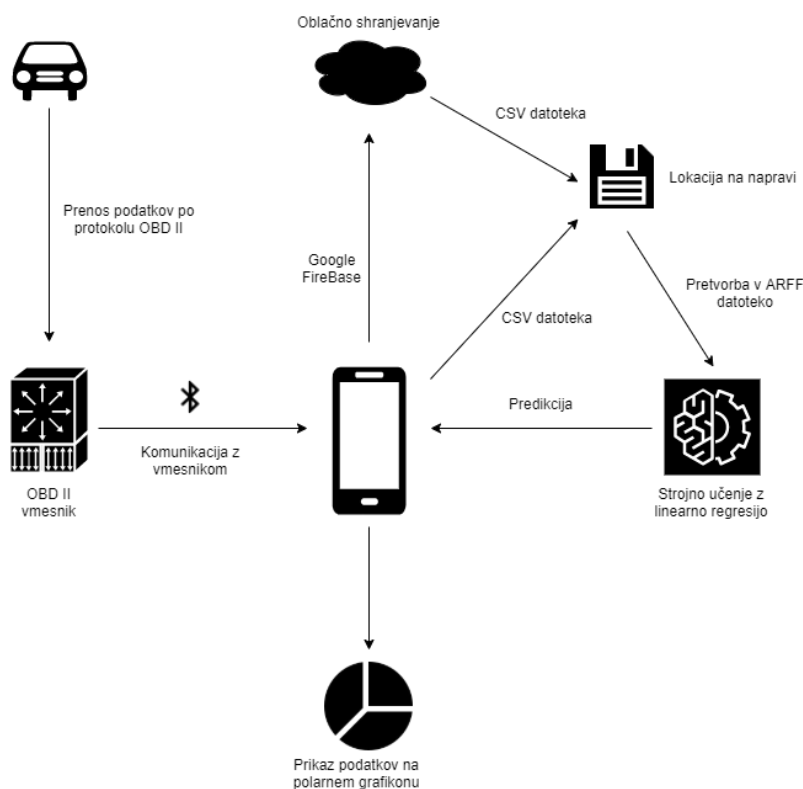 Oblačno shranjevanje
CSV datoteka
Lokacija na napravi
Prenos podatkov po
protokolu OBD II
Google
FireBase
Pretvorba v ARFF
datoteko
CSV datoteka
Predikcija
Komunikacija z
vmesnikom
OBD II
vmesnik
Strojno učenje z
linearno regresijo
Prikaz podatkov na
polarnem grafikonu